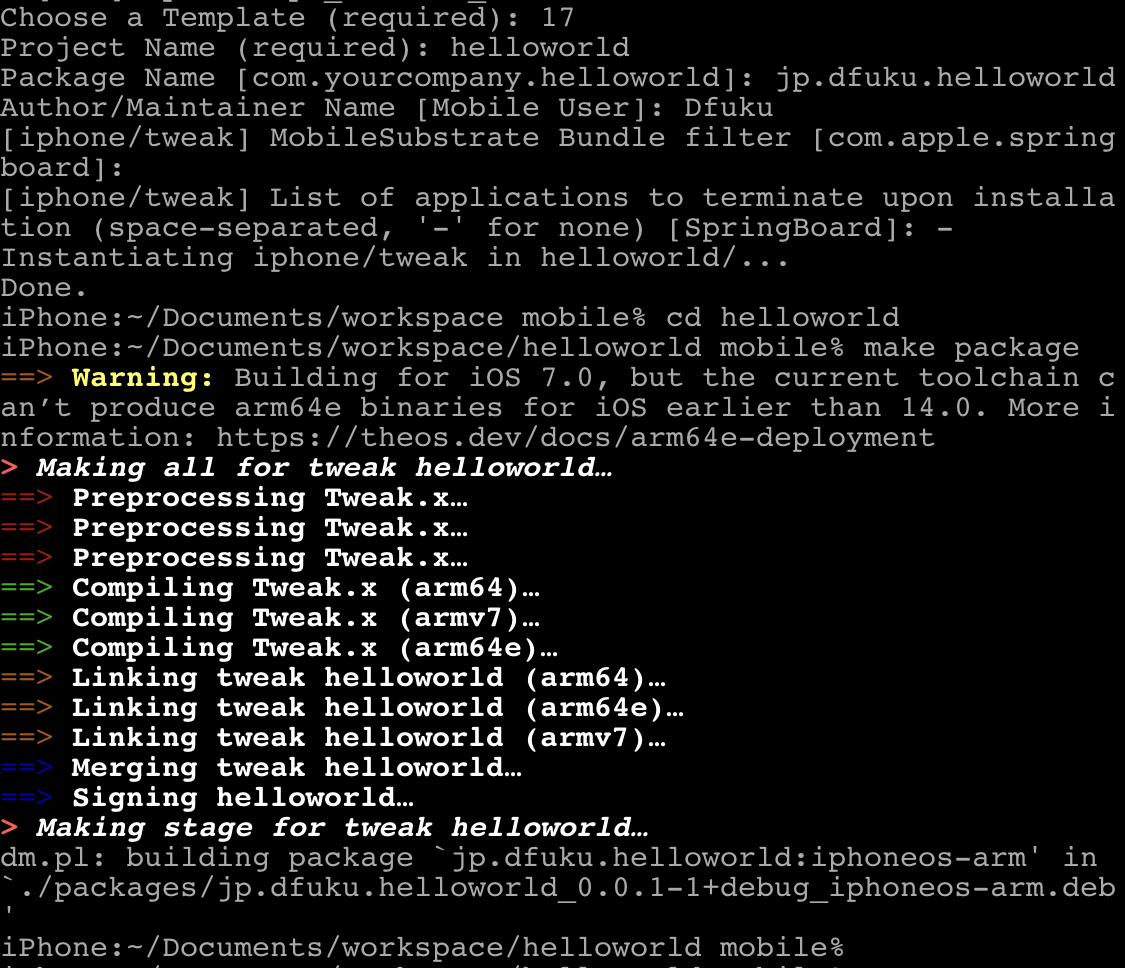 Choose a Template (required): 17
Project Name (required): helloworld
Package Name [com.yourcompany.helloworld]: jp.dfuku.helloworld
Author/Maintainer Name [Mobile User]: Dfuku
[iphone/tweak] MobileSubstrate Bundle filter [com.apple.spring
board]:
[iphone/tweak] List of applications to terminate upon installa
tion (space-separated, '-' for none) [SpringBoard]: -
Instantiating iphone/tweak in helloworld/...
Done.
iPhone:~/Documents/workspace mobile% cd helloworld
iPhone:~/Documents/workspace/helloworld mobile% make package
==> Warning: Building for iOS 7.0, but the current toolchain c
an’t produce arm64e binaries for iOS earlier than 14.0. More i
nformation: https://theos.dev/docs/arm64e-deployment
> Making all for tweak helloworld…
==> Preprocessing Tweak.x…
==> Preprocessing Tweak.x…
==> Preprocessing Tweak.x…
==> Compiling Tweak.x (arm64)…
==> Compiling Tweak.x (armv7)…
==> Compiling Tweak.x (arm64e)…
==> Linking tweak helloworld (arm64)…
==> Linking tweak helloworld (arm64e)…
==> Linking tweak helloworld (armv7)…
==> Merging tweak helloworld…
==> Signing helloworld…
> Making stage for tweak helloworld…
dm.pl: building package `jp.dfuku.helloworld:iphoneos-arm' in
`./packages/jp.dfuku.helloworld_0.0.1-1+debug_iphoneos-arm.deb
'
iPhone:~/Documents/workspace/helloworld mobile%